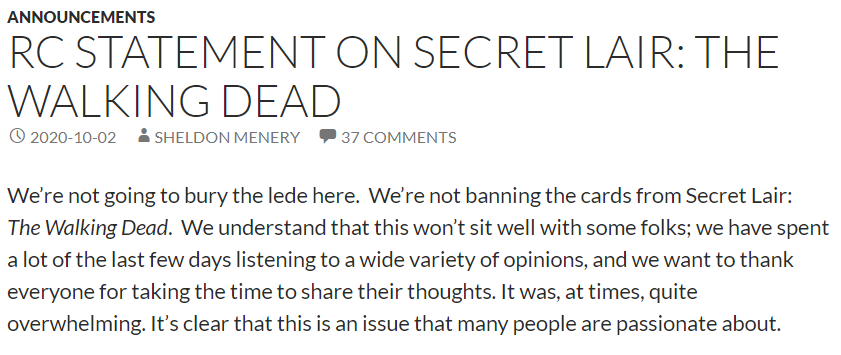 ANNOUNCEMENTS
RC STATEMENT ON SECRET LAIR: THE
WALKING DEAD
2020-10-02 SHELDON MENERY 37 COMMENTS
We're not going to bury the lede here.  We're not banning the cards from Secret Lair:
The Walking Dead.  We understand that this won't sit well with some folks; we have spent
a lot of the last few days listening to a wide variety of opinions, and we want to thank
everyone for taking the time to share their thoughts. It was, at times, quite
overwhelming. It's clear that this is an issue that many people are passionate about.